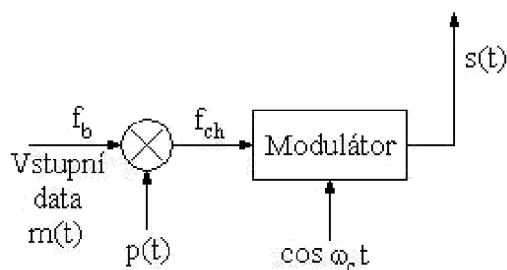 s(t)
f_b
f_ch
Modulátor
Vstupní
data
m(t)
p(t)
cos ω_c t